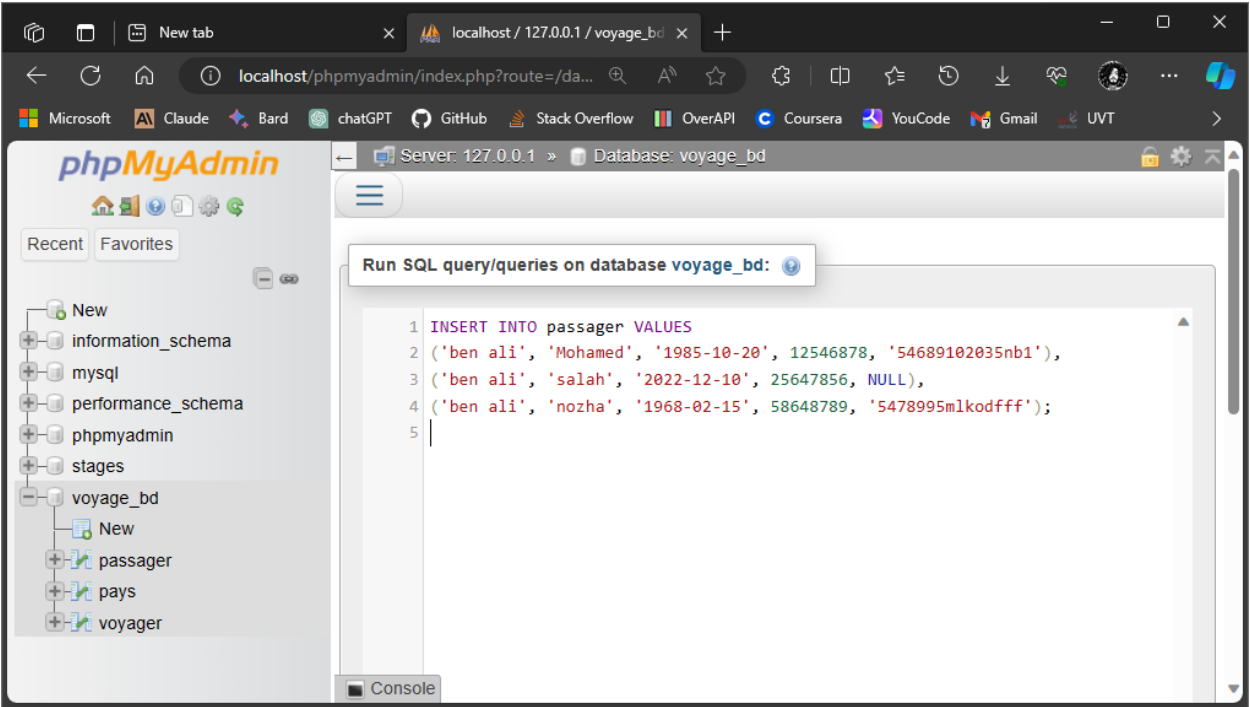 New tab
localhost / 127.0.0.1 / voyage_bd
localhost/phpmyadmin/index.php?route=/da...
Microsoft Claude Bard chatGPT GitHub Stack Overflow OverAPI Coursera YouCode Gmail UVT
phpMyAdmin
Recent Favorites
New
information_schema
mysql
performance_schema
phpmyadmin
stages
voyage_bd
New
passager
pays
voyager
Server: 127.0.0.1 » Database: voyage_bd
Run SQL query/queries on database voyage_bd:
1 INSERT INTO passager VALUES
2 ('ben ali', 'Mohamed', '1985-10-20', 12546878, '54689102035nb1'),
3 ('ben ali', 'salah', '2022-12-10', 25647856, NULL),
4 ('ben ali', 'nozha', '1968-02-15', 58648789, '5478995mlkodfff');
5
Console